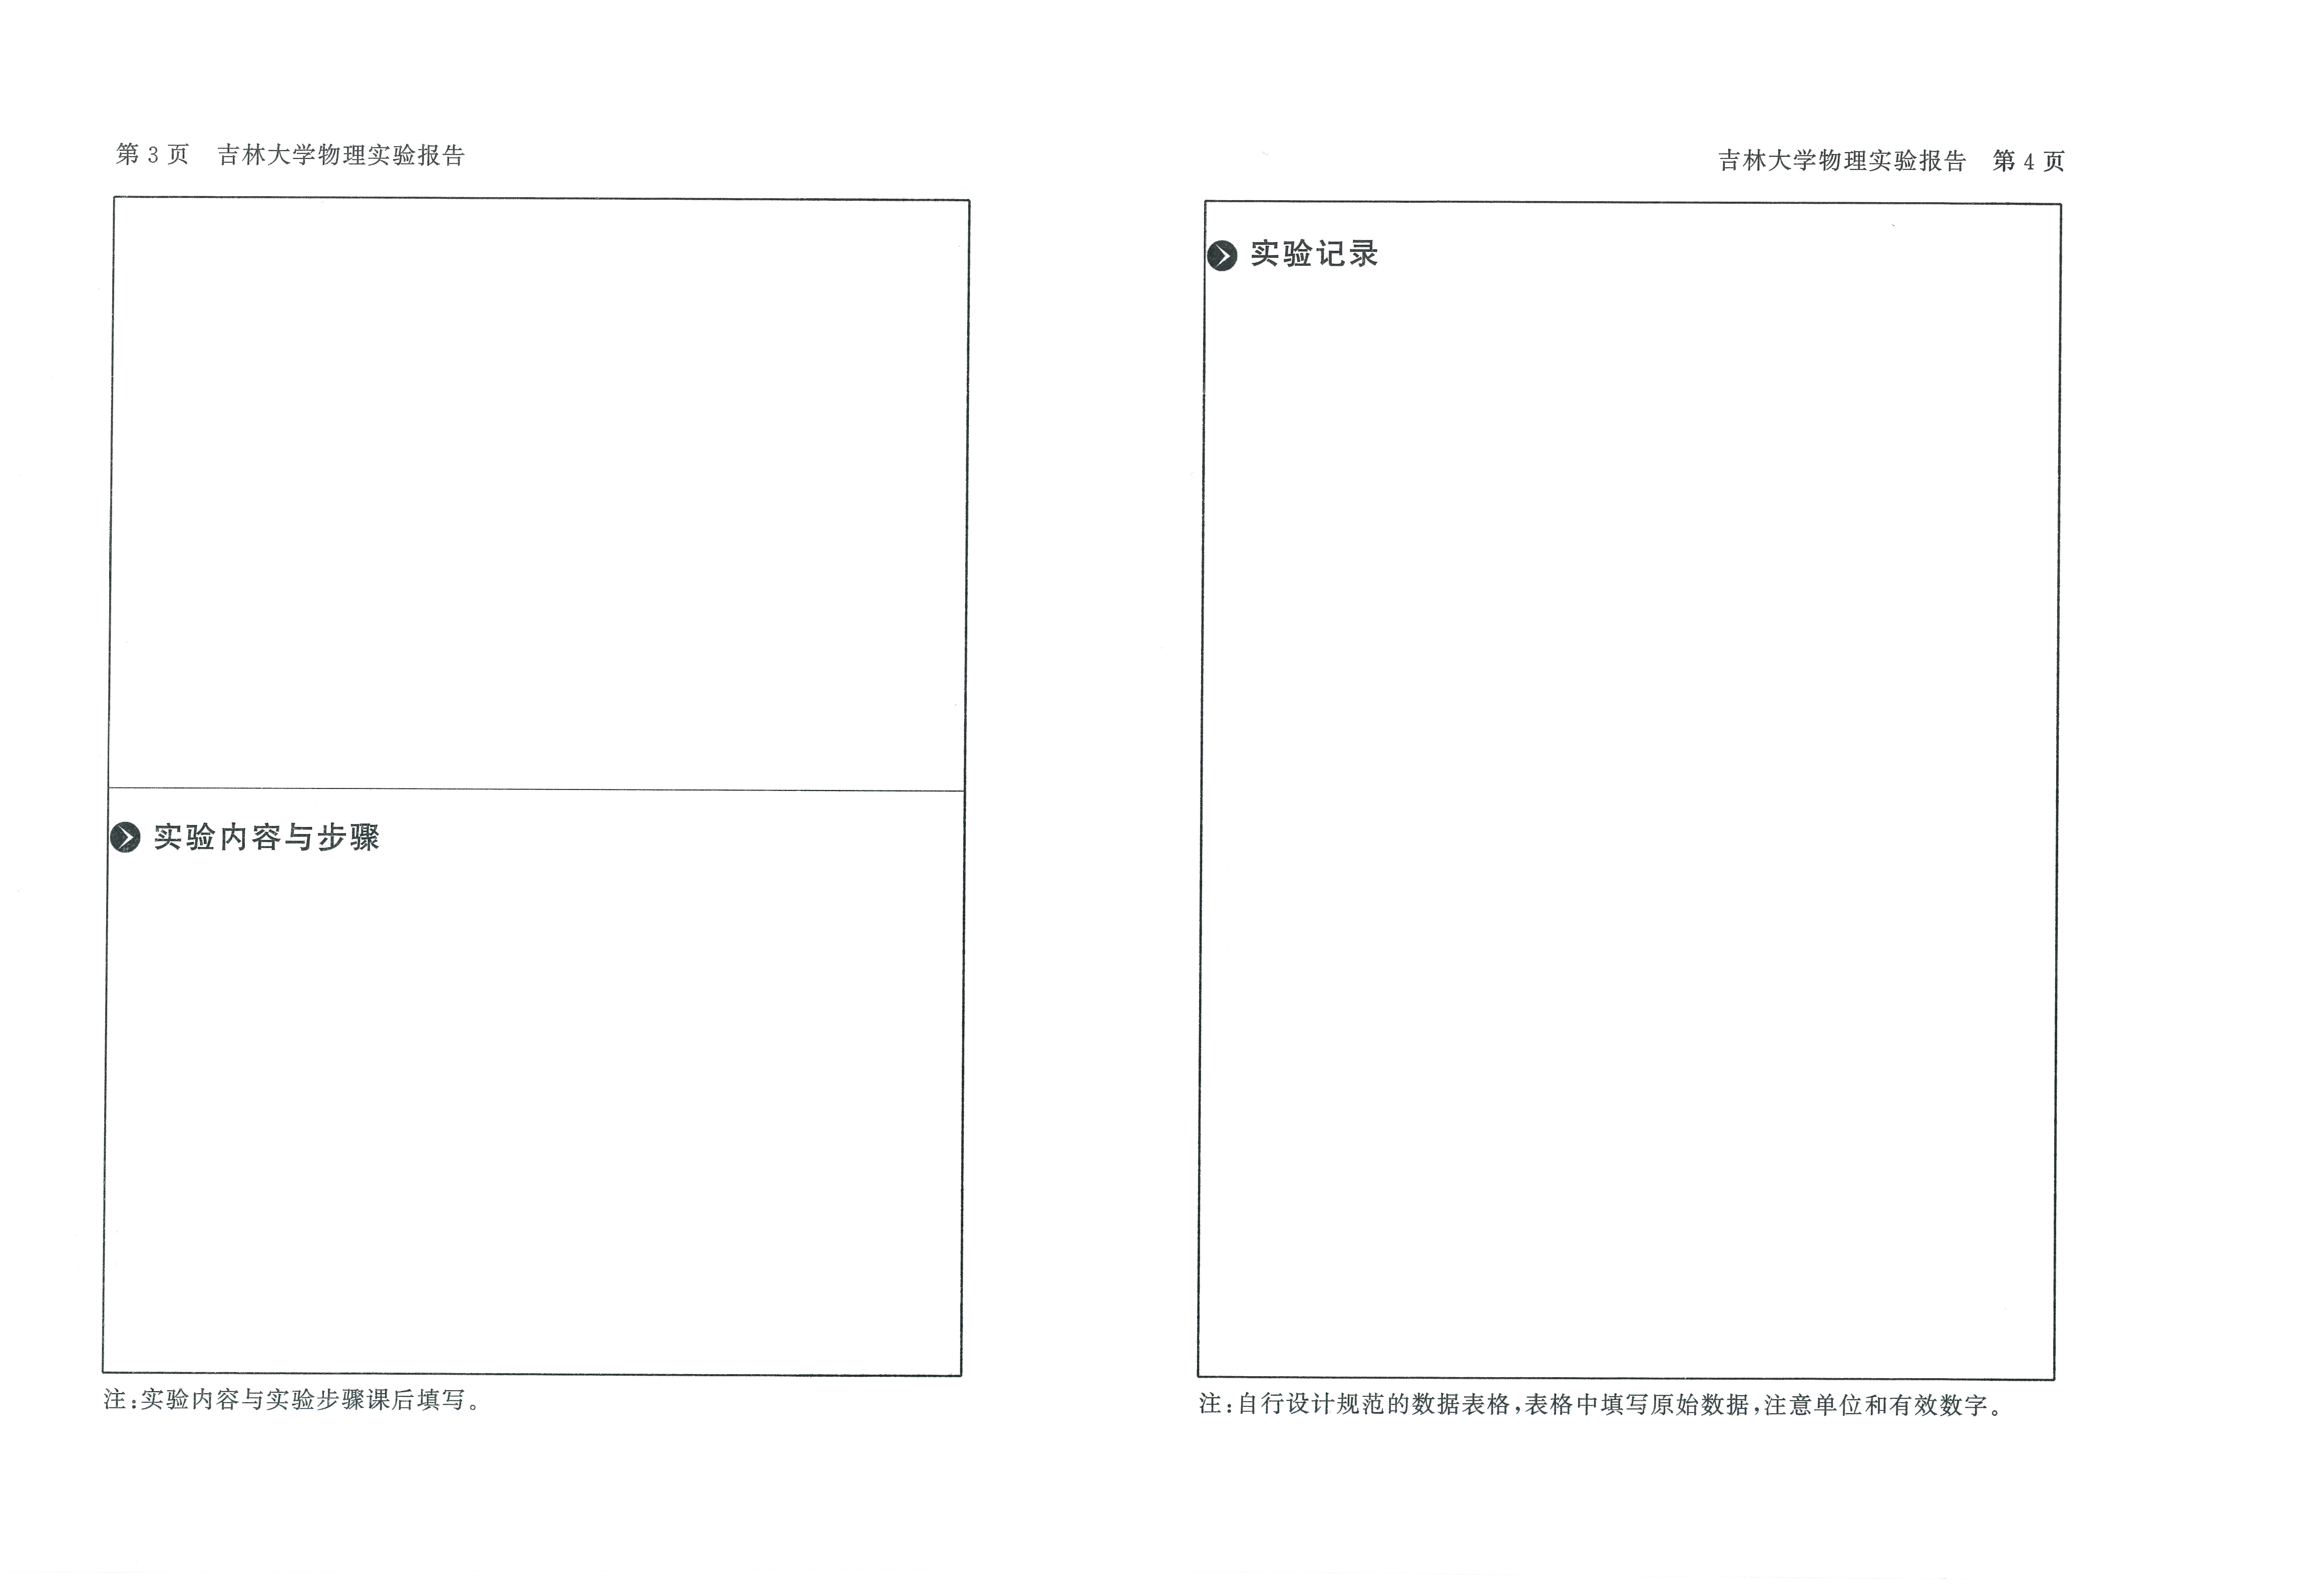 第 3 页 吉林大学物理实验报告
实验内容与步骤
注:实验内容与实验步骤课后填写。
吉林大学物理实验报告 第 4 页
实验记录
注:自行设计规范的数据表格,表格中填写原始数据,注意单位和有效数字。